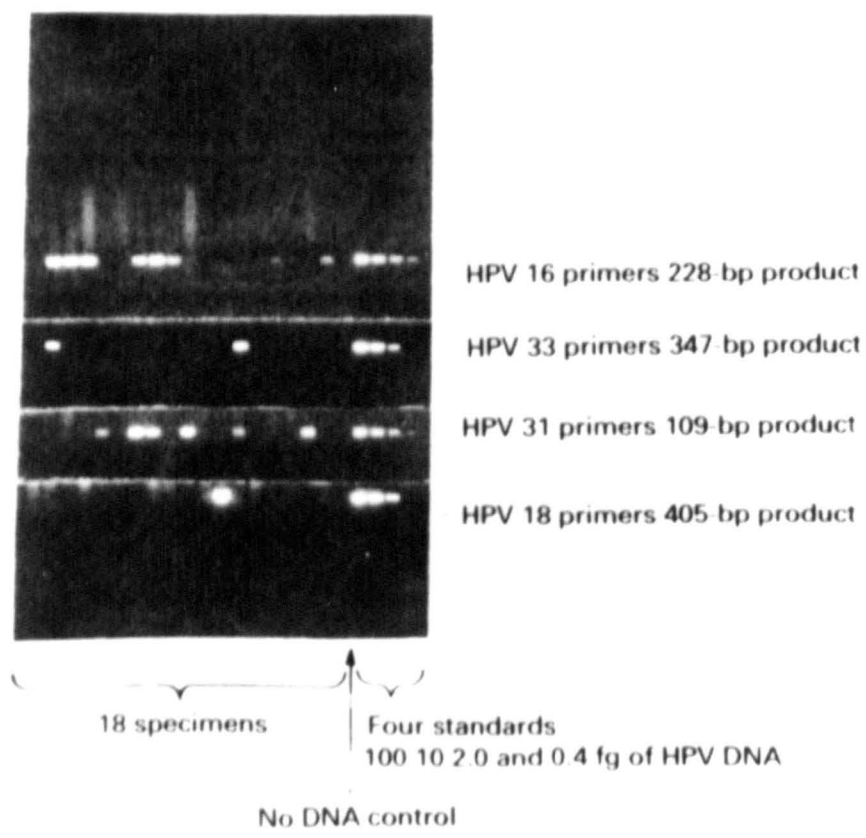 HPV 16 primers 228-bp product
HPV 33 primers 347-bp product
HPV 31 primers 109-bp product
HPV 18 primers 405-bp product
18 specimens
Four standards
100 10 2.0 and 0.4 fg of HPV DNA
No DNA control